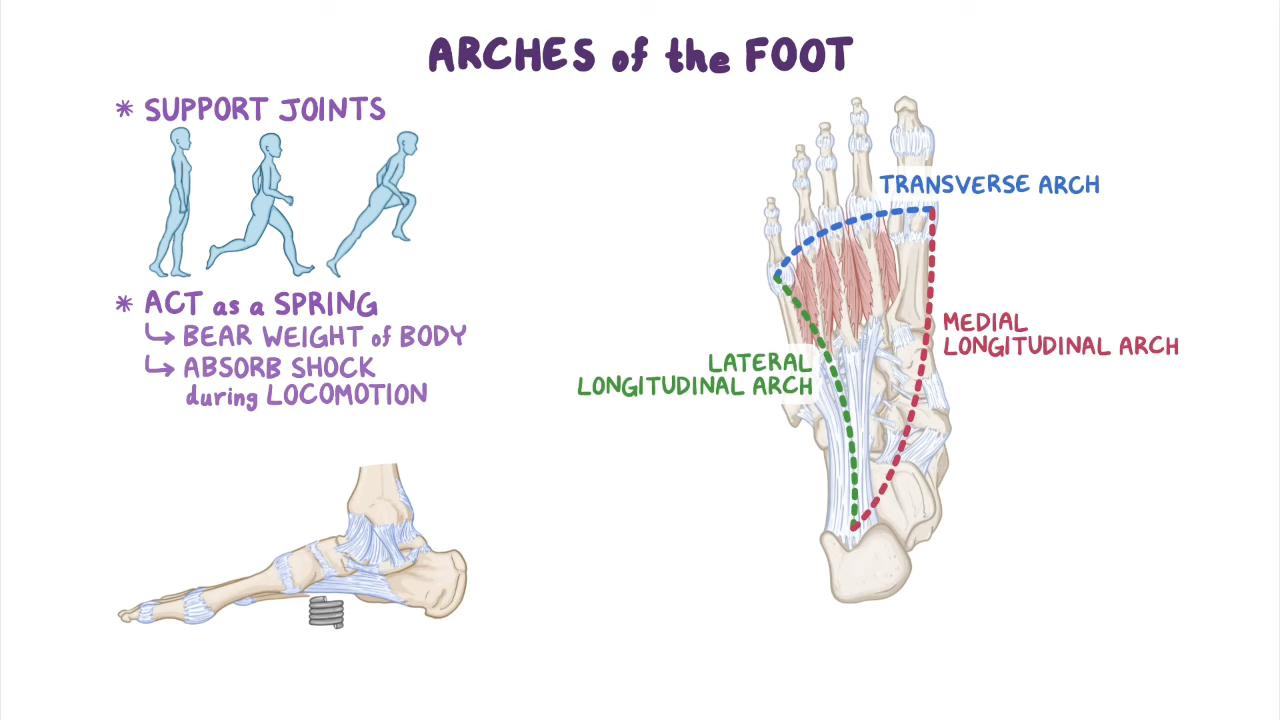 ARCHES of the FOOT
* SUPPORT JOINTS
* ACT as a SPRING
↳ BEAR WEIGHT of BODY
↳ ABSORB SHOCK
during LOCOMOTION
TRANSVERSE ARCH
MEDIAL
LONGITUDINAL ARCH
LATERAL
LONGITUDINAL ARCH